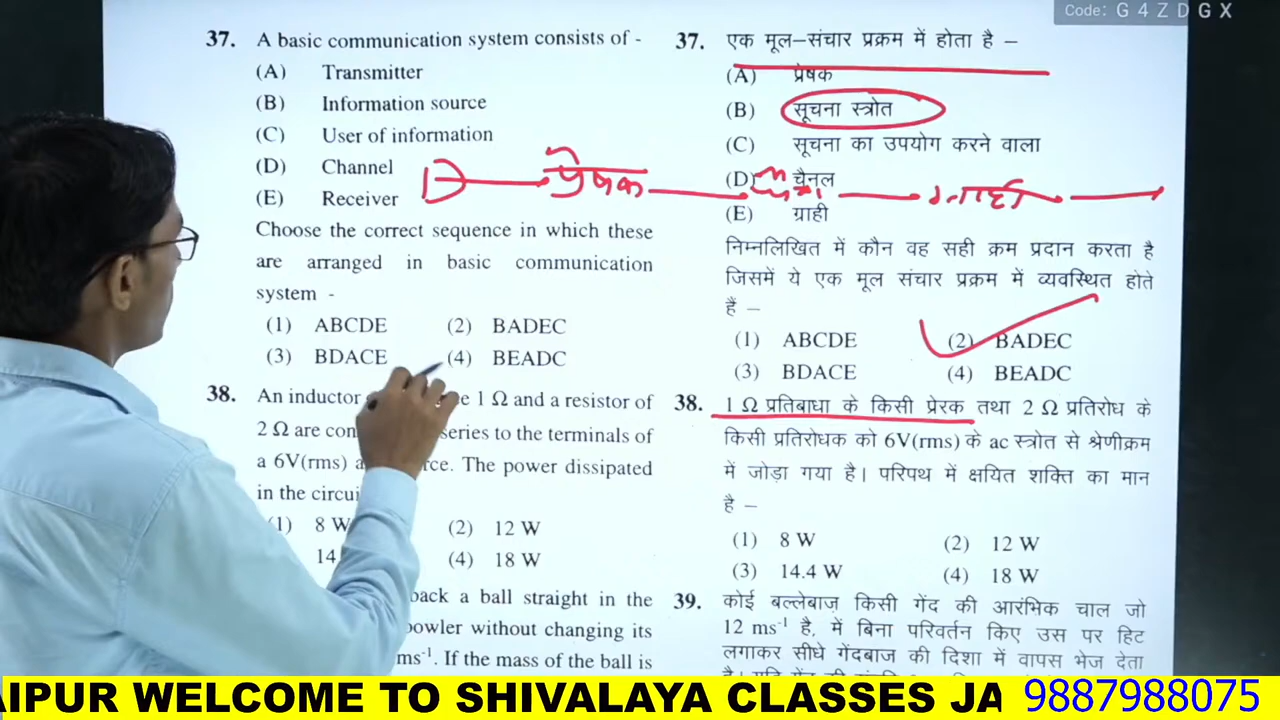 Code: G 4 Z D G X
37. A basic communication system consists of -
(A) Transmitter
(B) Information source
(C) User of information
(D) Channel
(E) Receiver
Choose the correct sequence in which these
are arranged in basic communication
system -
(1) ABCDE (2) BADEC
(3) BDACE (4) BEADC
38. An inductor 1 Ω and a resistor of
2 Ω are series to the terminals of
a 6V(rms) The power dissipated
in the
(1) 8 W (2) 12 W
14 (4) 18 W
back a ball straight in the
bowler without changing its
ms⁻¹. If the mass of the ball is
37. एक मूल–संचार प्रक्रम में होता है –
(A) प्रेषक
(B) सूचना स्त्रोत
(C) सूचना का उपयोग करने वाला
(D) चैनल
(E) ग्राही
प्रेषक
निम्नलिखित में कौन वह सही क्रम प्रदान करता है
जिसमें ये एक मूल संचार प्रक्रम में व्यवस्थित होते
हैं –
(1) ABCDE (2) BADEC
(3) BDACE (4) BEADC
38. 1 Ω प्रतिबाधा के किसी प्रेरक तथा 2 Ω प्रतिरोध के
किसी प्रतिरोधक को 6V(rms) के ac स्त्रोत से श्रेणीक्रम
में जोड़ा गया है। परिपथ में क्षयित शक्ति का मान
है –
(1) 8 W (2) 12 W
(3) 14.4 W (4) 18 W
39. कोई बल्लेबाज़ किसी गेंद की आरंभिक चाल जो
12 ms⁻¹ है, में बिना परिवर्तन किए उस पर हिट
लगाकर सीधे गेंदबाज की दिशा में वापस भेज देता
AIPUR WELCOME TO SHIVALAYA CLASSES JA 9887988075